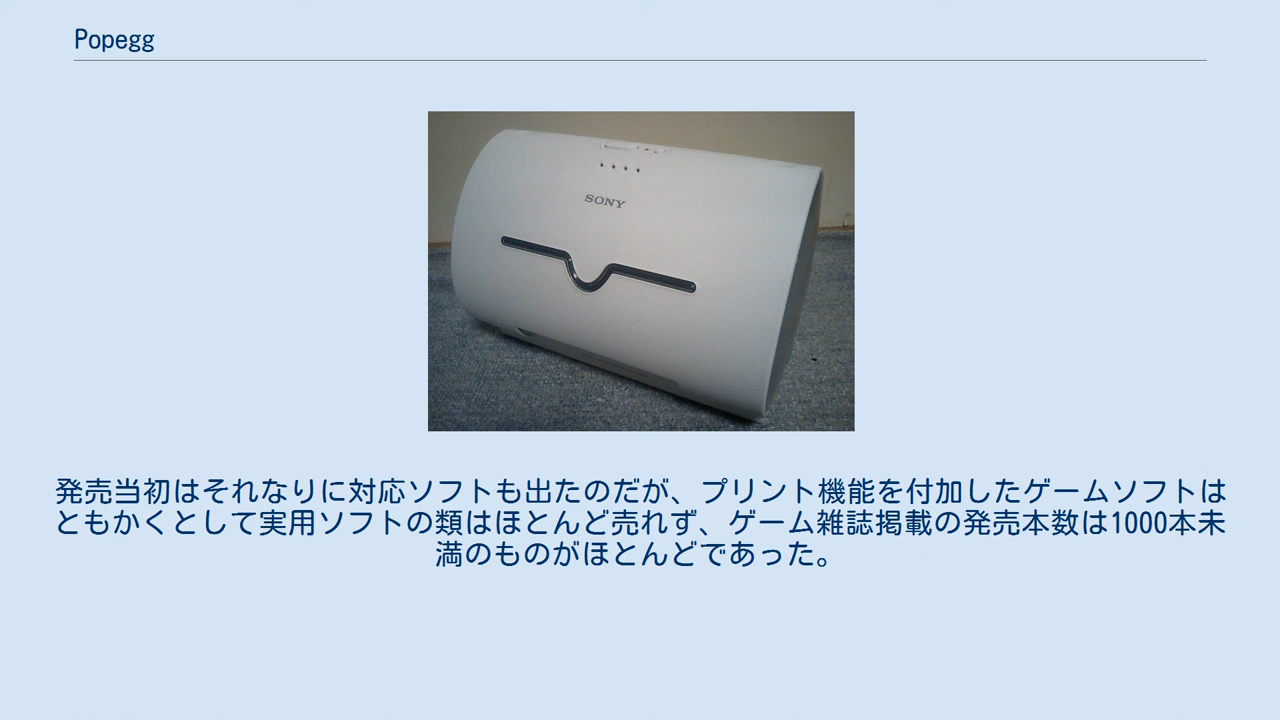 Popegg
SONY
発売当初はそれなりに対応ソフトも出たのだが、プリント機能を付加したゲームソフトは
ともかくとして実用ソフトの類はほとんど売れず、ゲーム雑誌掲載の発売本数は1000本未
満のものがほとんどであった。